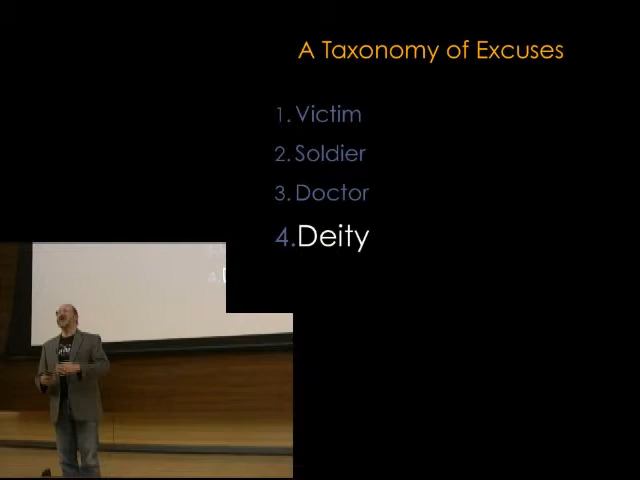 A Taxonomy of Excuses
1. Victim
2. Soldier
3. Doctor
4. Deity